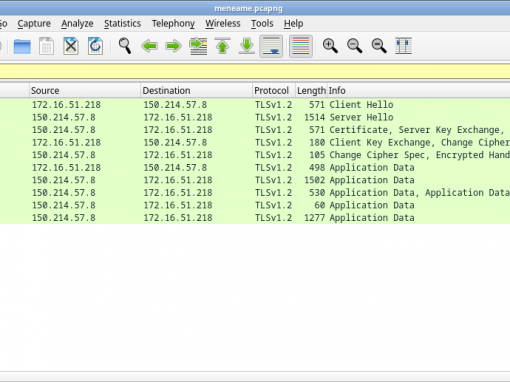 meneame.pcapng
Go Capture Analyze Statistics Telephony Wireless Tools Help
Source Destination Protocol Length Info
172.16.51.218 150.214.57.8 TLSv1.2 571 Client Hello
150.214.57.8 172.16.51.218 TLSv1.2 1514 Server Hello
150.214.57.8 172.16.51.218 TLSv1.2 571 Certificate, Server Key Exchange,
172.16.51.218 150.214.57.8 TLSv1.2 180 Client Key Exchange, Change Cipher
150.214.57.8 172.16.51.218 TLSv1.2 105 Change Cipher Spec, Encrypted Hand
172.16.51.218 150.214.57.8 TLSv1.2 498 Application Data
150.214.57.8 172.16.51.218 TLSv1.2 1502 Application Data
150.214.57.8 172.16.51.218 TLSv1.2 530 Application Data, Application Data
150.214.57.8 172.16.51.218 TLSv1.2 60 Application Data
150.214.57.8 172.16.51.218 TLSv1.2 1277 Application Data